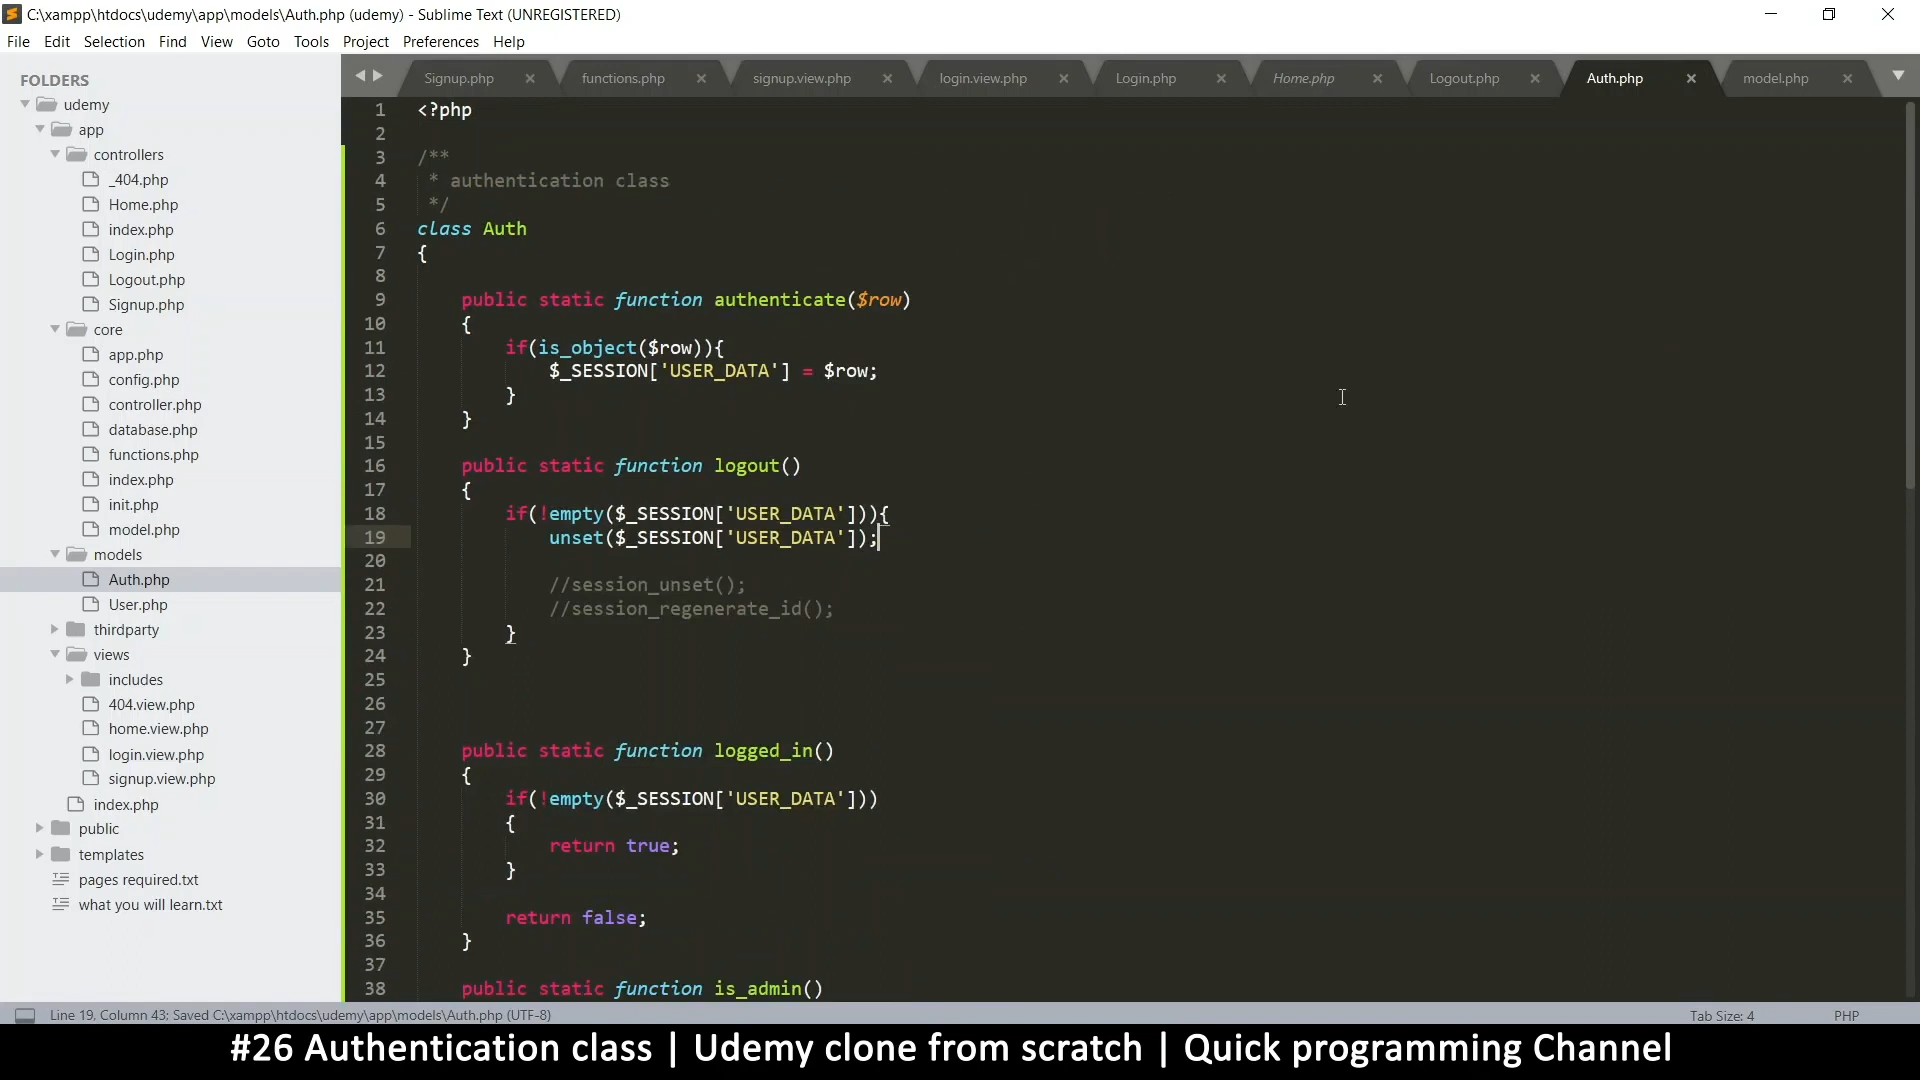 C:\xampp\htdocs\udemy\app\models\Auth.php (udemy) - Sublime Text (UNREGISTERED)
File Edit Selection Find View Goto Tools Project Preferences Help
FOLDERS
udemy
app
controllers
_404.php
Home.php
index.php
Login.php
Logout.php
Signup.php
core
app.php
config.php
controller.php
database.php
functions.php
index.php
init.php
model.php
models
Auth.php
User.php
thirdparty
views
includes
404.view.php
home.view.php
login.view.php
signup.view.php
index.php
public
templates
pages required.txt
what you will learn.txt
Signup.php functions.php signup.view.php login.view.php Login.php Home.php Logout.php Auth.php model.php
1 <?php
2
3 /**
4 * authentication class
5 */
6 class Auth
7 {
8
9 public static function authenticate($row)
10 {
11 if(is_object($row)){
12 $_SESSION['USER_DATA'] = $row;
13 }
14 }
15
16 public static function logout()
17 {
18 if(!empty($_SESSION['USER_DATA'])){
19 unset($_SESSION['USER_DATA']);
20
21 //session_unset();
22 //session_regenerate_id();
23 }
24 }
25
26
27
28 public static function logged_in()
29 {
30 if(!empty($_SESSION['USER_DATA']))
31 {
32 return true;
33 }
34
35 return false;
36 }
37
38 public static function is_admin()
Line 19, Column 43; Saved C:\xampp\htdocs\udemy\app\models\Auth.php (UTF-8) Tab Size: 4 PHP
#26 Authentication class | Udemy clone from scratch | Quick programming Channel